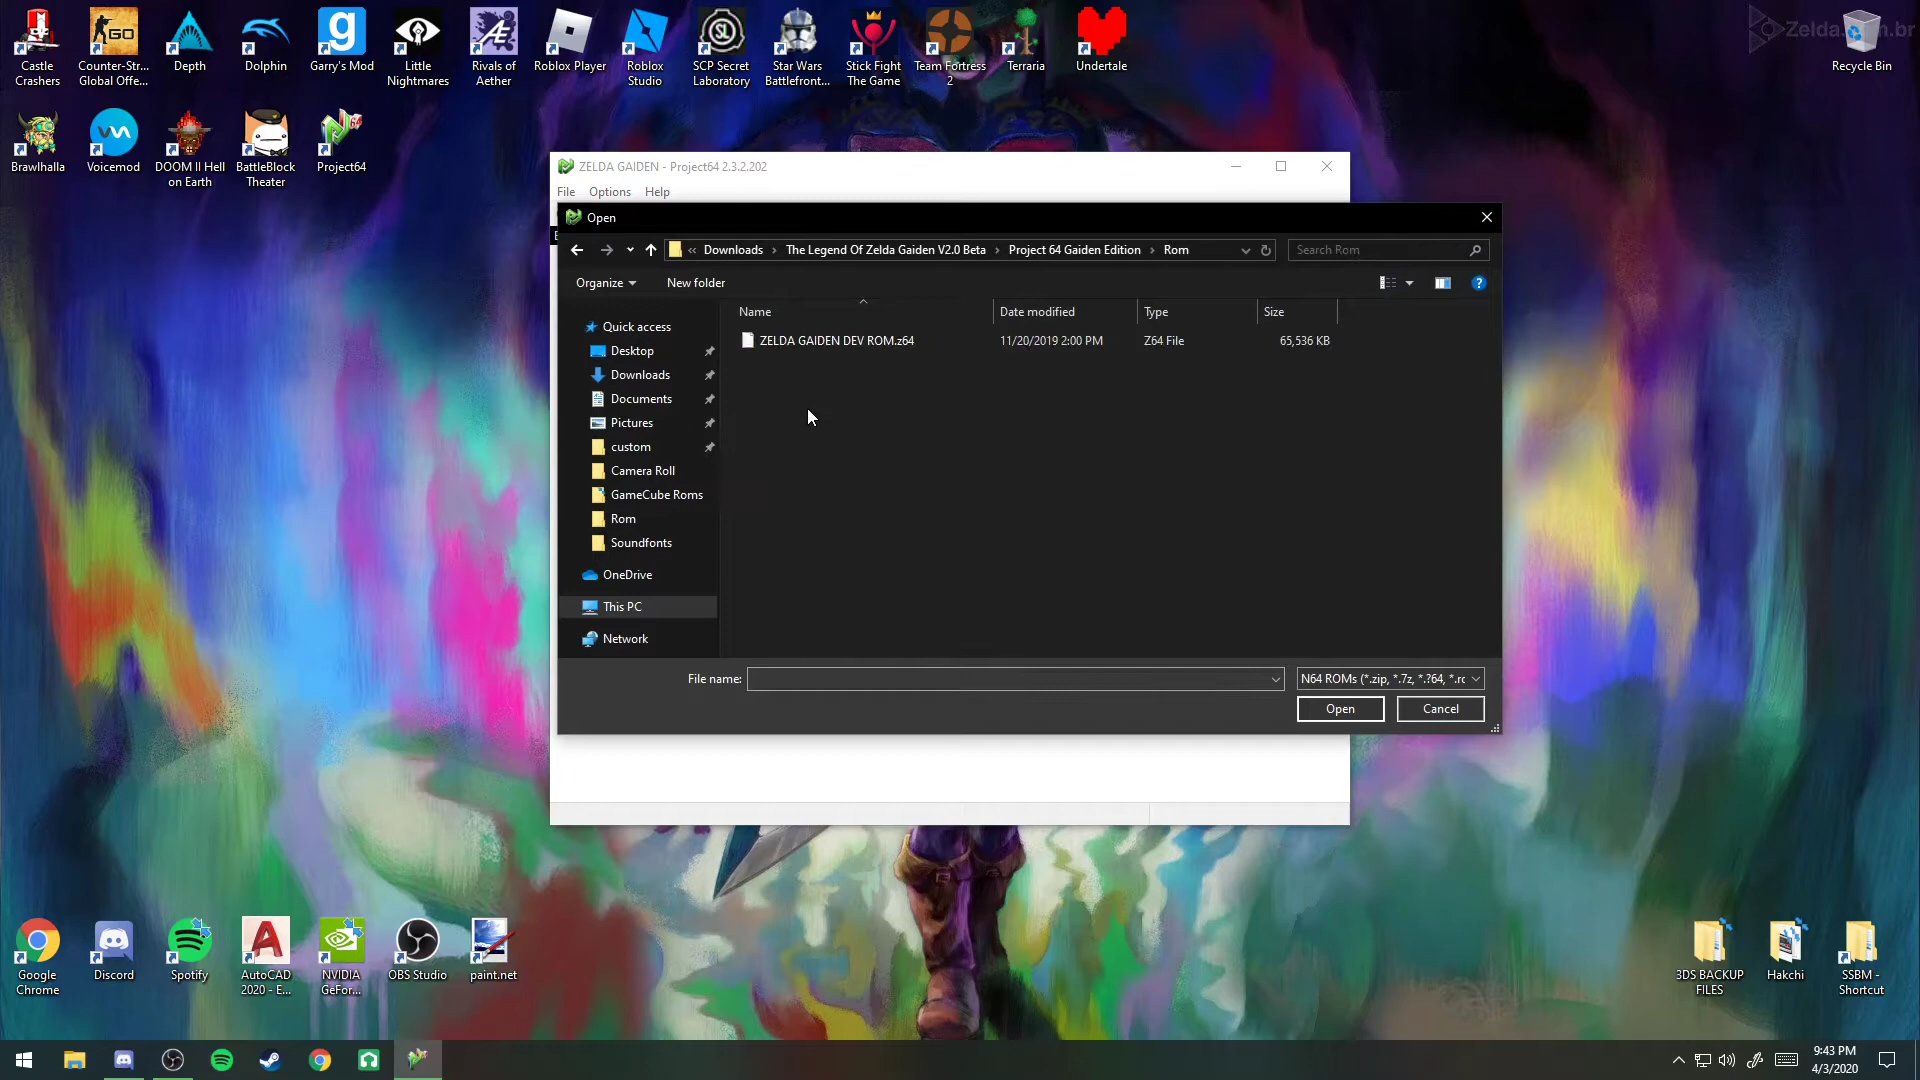 Castle
Crashers
Counter-Str...
Global Offe...
Depth
Dolphin
Garry's Mod
Little
Nightmares
Rivals of
Aether
Roblox Player
Roblox
Studio
SCP Secret
Laboratory
Star Wars
Battlefront...
Stick Fight
The Game
Team Fortress
2
Terraria
Undertale
Recycle Bin
Brawlhalla
Voicemod
DOOM II Hell
on Earth
BattleBlock
Theater
Project64
ZELDA GAIDEN - Project64 2.3.2.202
File Options Help
Open
« Downloads › The Legend Of Zelda Gaiden V2.0 Beta › Project 64 Gaiden Edition › Rom
Search Rom
Organize New folder
Name Date modified Type Size
ZELDA GAIDEN DEV ROM.z64 11/20/2019 2:00 PM Z64 File 65,536 KB
Quick access
Desktop
Downloads
Documents
Pictures
custom
Camera Roll
GameCube Roms
Rom
Soundfonts
OneDrive
This PC
Network
File name:
N64 ROMs (*.zip, *.7z, *.?64, *.rc
Open Cancel
Google
Chrome
Discord
Spotify
AutoCAD
2020 - E...
NVIDIA
GeFor...
OBS Studio
paint.net
3DS BACKUP
FILES
Hakchi
SSBM -
Shortcut
9:43 PM
4/3/2020